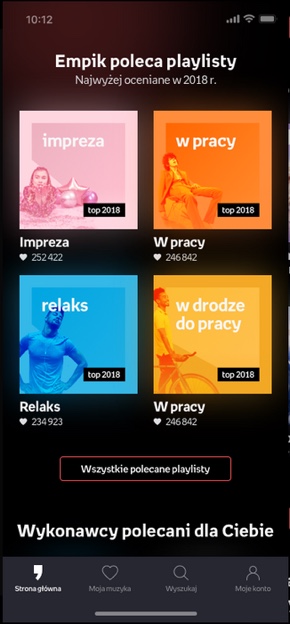 10:12
Empik poleca playlisty
Najwyżej oceniane w 2018 r.
impreza
top 2018
w pracy
top 2018
Impreza
252 422
W pracy
246 842
relaks
top 2018
w drodze
do pracy
top 2018
Relaks
234 923
W pracy
246 842
Wszystkie polecane playlisty
Wykonawcy polecani dla Ciebie
Strona główna
Moja muzyka
Wyszukaj
Moje konto